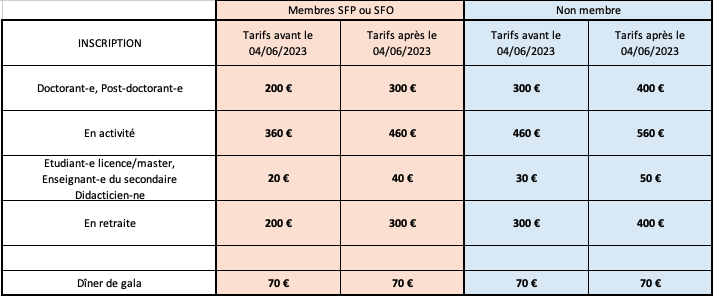 Membres SFP ou SFO Non membre
INSCRIPTION Tarifs avant le 04/06/2023 Tarifs après le 04/06/2023 Tarifs avant le 04/06/2023 Tarifs après le 04/06/2023
Doctorant-e, Post-doctorant-e 200 € 300 € 300 € 400 €
En activité 360 € 460 € 460 € 560 €
Etudiant-e licence/master,
Enseignant-e du secondaire 20 € 40 € 30 € 50 €
Didacticien-ne
En retraite 200 € 300 € 300 € 400 €
Dîner de gala 70 € 70 € 70 € 70 €